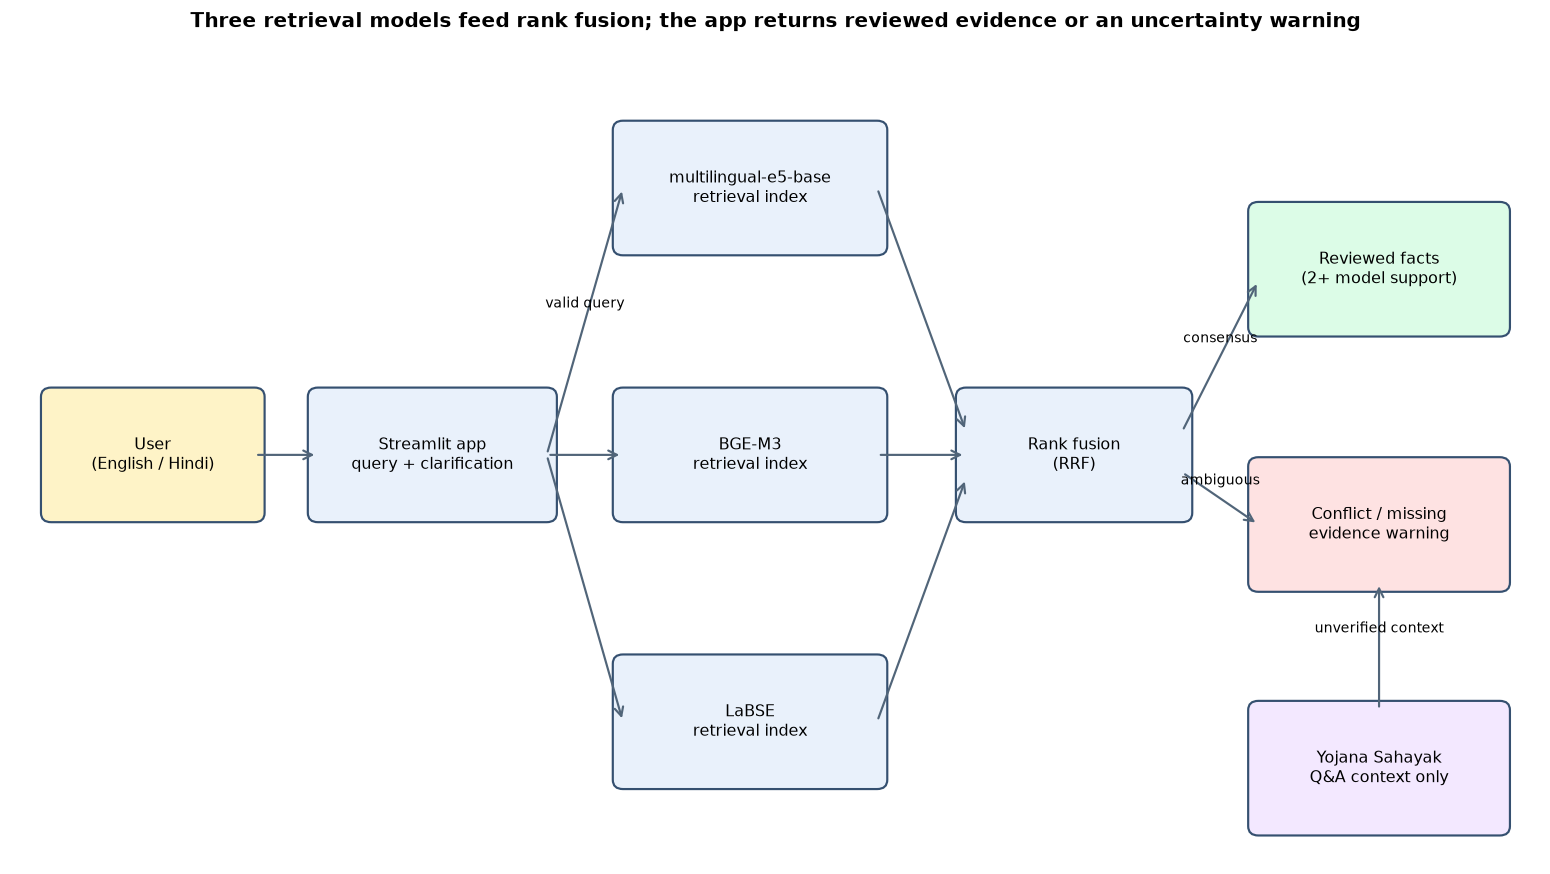 Three retrieval models feed rank fusion; the app returns reviewed evidence or an uncertainty warning
multilingual-e5-base
retrieval index
Reviewed facts
(2+ model support)
valid query
consensus
User
(English / Hindi)
Streamlit app
query + clarification
BGE-M3
retrieval index
Rank fusion
(RRF)
ambiguous
Conflict / missing
evidence warning
unverified context
LaBSE
retrieval index
Yojana Sahayak
Q&A context only